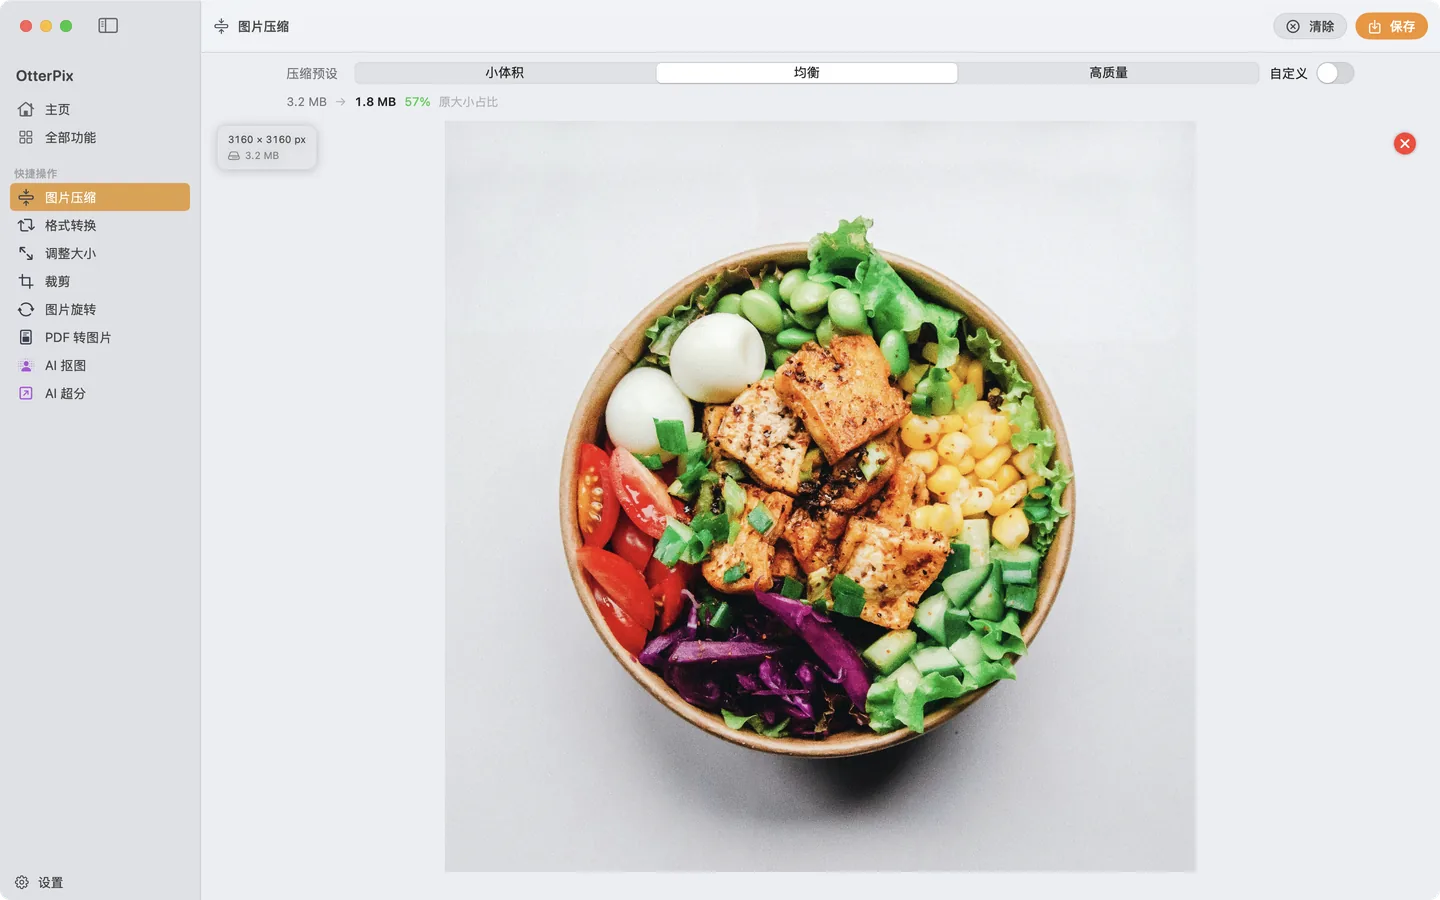 图片压缩
清除
保存
OtterPix
主页
全部功能
快捷操作
图片压缩
格式转换
调整大小
裁剪
图片旋转
PDF 转图片
AI 抠图
AI 超分
设置
压缩预设
小体积
均衡
高质量
自定义
3.2 MB → 1.8 MB 57% 原大小占比
3160 × 3160 px
3.2 MB